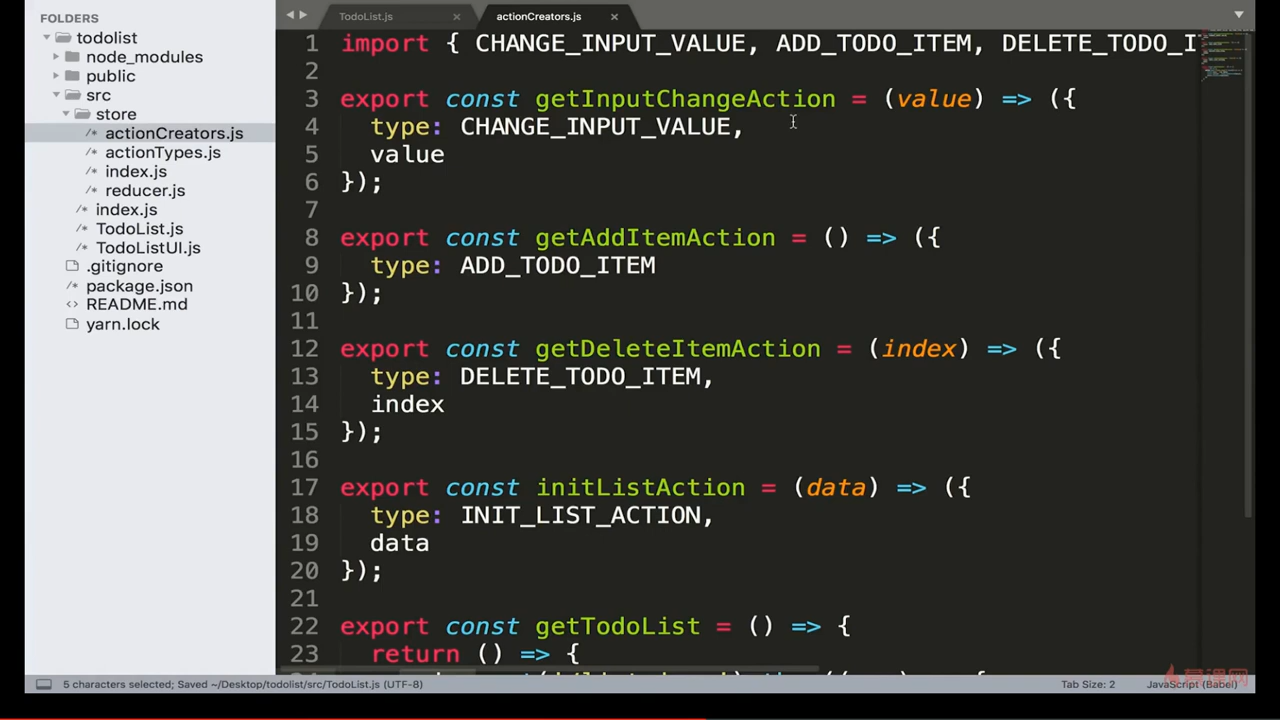 FOLDERS
todolist
node_modules
public
src
store
actionCreators.js
actionTypes.js
index.js
reducer.js
index.js
TodoList.js
TodoListUI.js
.gitignore
package.json
README.md
yarn.lock
TodoList.js
actionCreators.js
1 import { CHANGE_INPUT_VALUE, ADD_TODO_ITEM, DELETE_TODO_I
2
3 export const getInputChangeAction = (value) => ({
4 type: CHANGE_INPUT_VALUE,
5 value
6 });
7
8 export const getAddItemAction = () => ({
9 type: ADD_TODO_ITEM
10 });
11
12 export const getDeleteItemAction = (index) => ({
13 type: DELETE_TODO_ITEM,
14 index
15 });
16
17 export const initListAction = (data) => ({
18 type: INIT_LIST_ACTION,
19 data
20 });
21
22 export const getTodoList = () => {
23 return () => {
慕课网
5 characters selected; Saved ~/Desktop/todolist/src/TodoList.js (UTF-8)
Tab Size: 2
JavaScript (Babel)